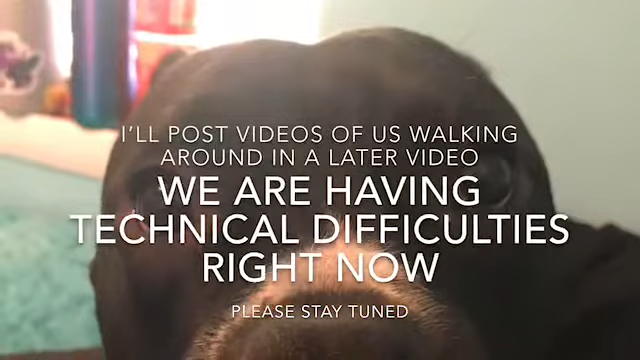 I'LL POST VIDEOS OF US WALKING
AROUND IN A LATER VIDEO
WE ARE HAVING
TECHNICAL DIFFICULTIES
RIGHT NOW
PLEASE STAY TUNED